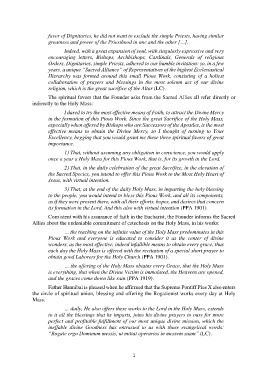 favor of Dignitaries, he did not want to exclude the simple Priests, having similar
greatness and power of the Priesthood in one and the other […].
Indeed, with a great expansion of soul, with singularly expressive and very
encouraging letters, Bishops, Archbishops, Cardinals, Generals of religious
Orders, Dignitaries, simple Priests, adhered to our humble invitation; so, in a few
years, a unique "Sacred Alliance" of Representatives of the highest Ecclesiastical
Hierarchy was formed around this small Pious Work, consisting of a holiest
collaboration of prayers and blessings in the most solemn act of our divine
religion, which is the great sacrifice of the Altar (LC).
The spiritual favors that the Founder asks from the Sacred Allies all refer directly or
indirectly to the Holy Mass:
I dared to try the most effective means of Faith, to attract the Divine Mercy
in the formation of this Pious Work. Since the great Sacrifice of the Holy Mass,
especially when offered by Bishops who are Successors of the Apostles, is the most
effective means to obtain the Divine Mercy, so I thought of turning to Your
Excellency, begging that you would grant me these three spiritual favors of great
importance.
1) That, without assuming any obligation in conscience, you would apply
once a year a Holy Mass for this Pious Work, that is, for its growth in the Lord.
2) That, in the daily celebration of the great Sacrifice, in the elevation of
the Sacred Species, you intend to offer this Pious Work to the Most Holy Heart of
Jesus, with virtual intention.
3) That, at the end of the daily Holy Mass, in imparting the holy blessing
to the people, you would intend to bless this Pious Work, and all its components,
as if they were present there, with all their efforts, hopes, and desires that concern
its formation in the Lord. And this also with virtual intention (PPA 1901).
Consistent with his assurance of faith in the Eucharist, the Founder informs the Sacred
Allies about the undeniable commitment of catechesis on the Holy Mass, in his works:
... the teaching on the infinite value of the Holy Mass predominates in this
Pious Work and everyone is educated to consider it as the center of divine
wonders, as the most effective, indeed infallible means to obtain every grace; thus
each day the Holy Mass is offered with the recitation of a special short prayer to
obtain good Laborers for the Holy Church (PPA 1901).
... the offering of the Holy Mass obtains every Grace, that the Holy Mass
is everything, that when the Divine Victim is immolated, the Heavens are opened,
and the graces come down like rain (PPA 1919).
Father Hannibal is pleased when he affirmed that the Supreme Pontiff Pius X also enters
the circle of spiritual union, blessing and offering the Rogationist works every day at Holy
Mass.
... daily, He also offers these works to the Lord in the Holy Mass, extends
to it all the blessings that he imparts, joins his divine prayers to ours for more
perfect and profitable fulfillment of our most unique divine mission, which the
ineffable divine Goodness has entrusted to us with those evangelical words:
"Rogate ergo Dominum messis, ut mittat operarios in messem suam" (LC).
2